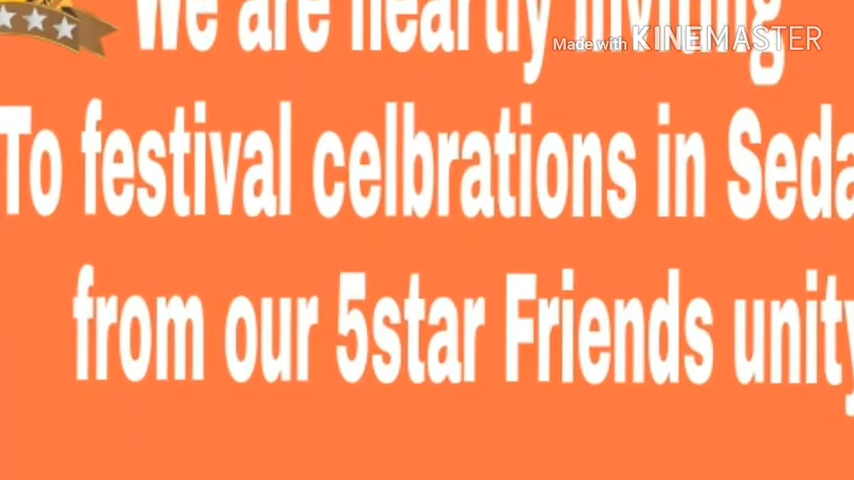 We are heartly inviting
Made with KINEMASTER
To festival celbrations in Seda
from our 5star Friends unity